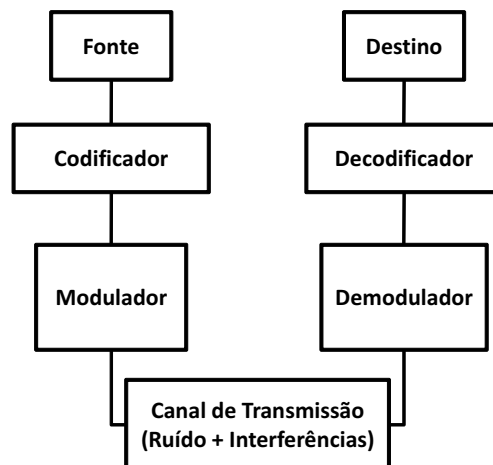 Fonte
Destino
Codificador
Decodificador
Modulador
Demodulador
Canal de Transmissão
(Ruído + Interferências)